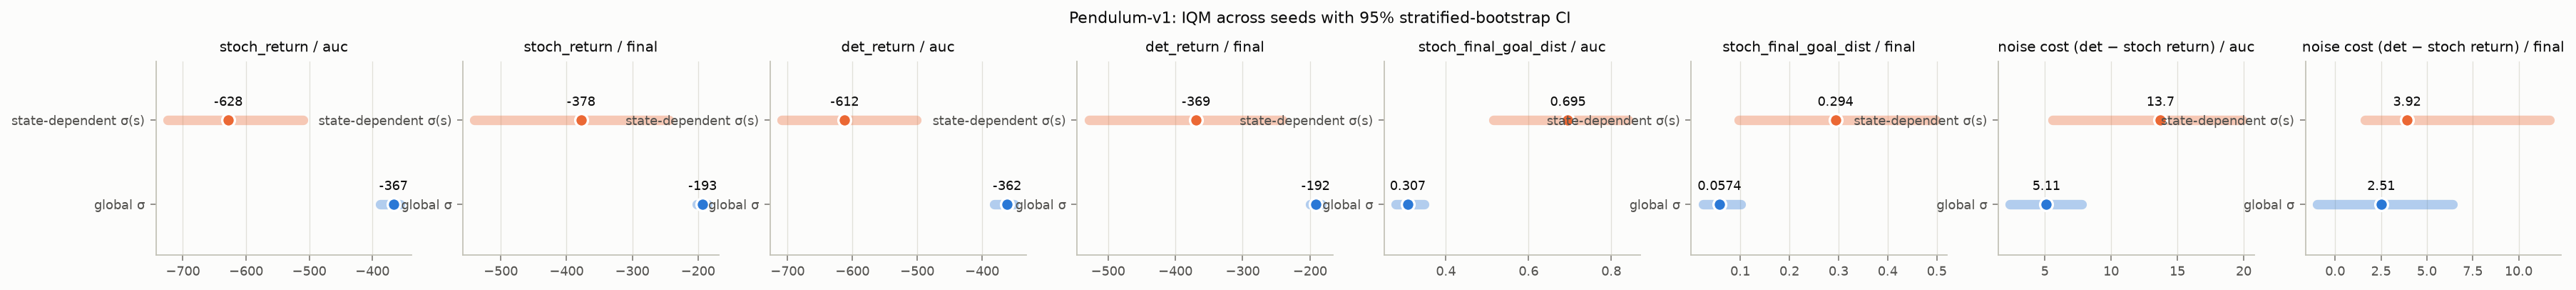 Pendulum-v1: IQM across seeds with 95% stratified-bootstrap CI
stoch_return / auc
state-dependent σ(s)
global σ
-628
-367
−700 −600 −500 −400
stoch_return / final
state-dependent σ(s)
global σ
-378
-193
−500 −400 −300 −200
det_return / auc
state-dependent σ(s)
global σ
-612
-362
−700 −600 −500 −400
det_return / final
state-dependent σ(s)
global σ
-369
-192
−500 −400 −300 −200
stoch_final_goal_dist / auc
state-dependent σ(s)
global σ
0.695
0.307
0.4 0.6 0.8
stoch_final_goal_dist / final
state-dependent σ(s)
global σ
0.294
0.0574
0.1 0.2 0.3 0.4 0.5
noise cost (det − stoch return) / auc
state-dependent σ(s)
global σ
13.7
5.11
5 10 15 20
noise cost (det − stoch return) / final
state-dependent σ(s)
global σ
3.92
2.51
0.0 2.5 5.0 7.5 10.0